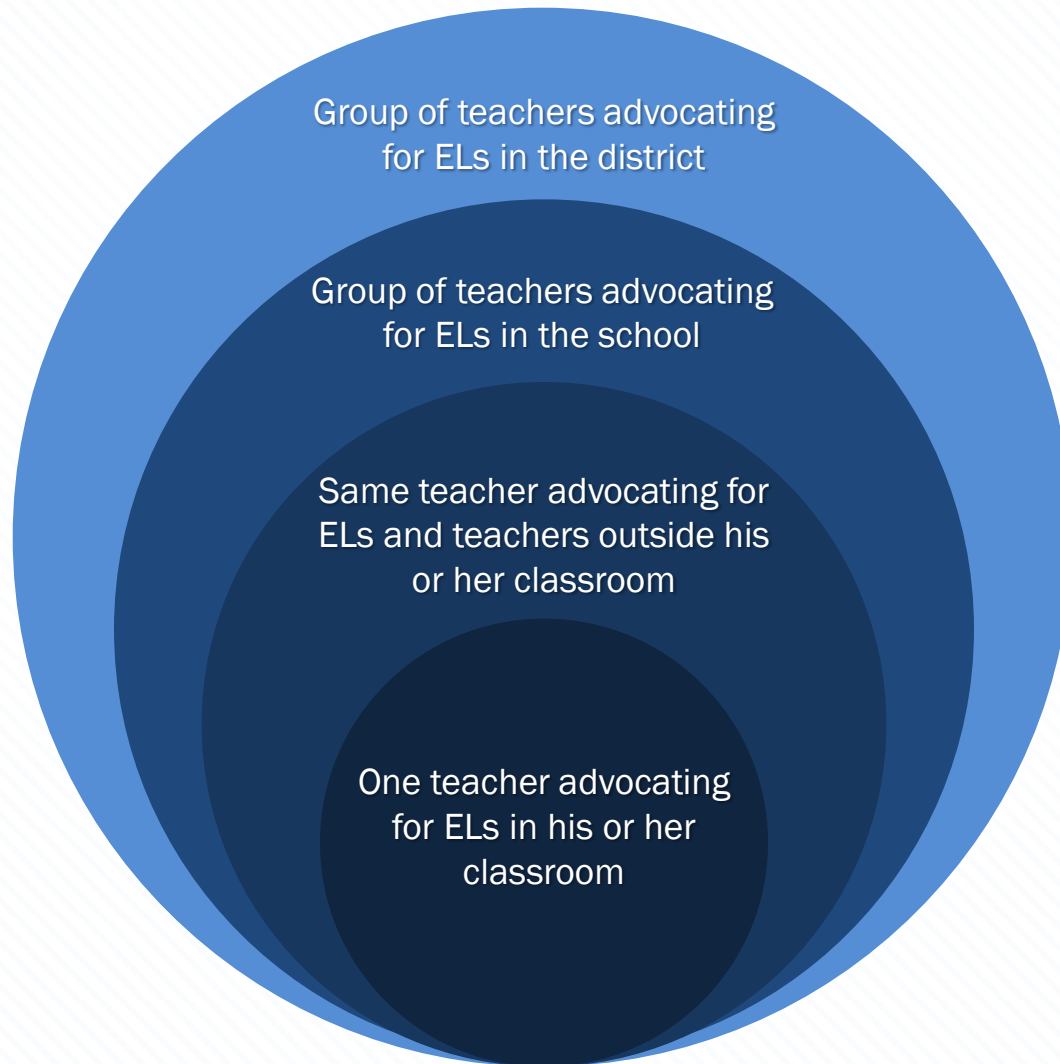 Group of teachers advocating
for ELs in the district
Group of teachers advocating
for ELs in the school
Same teacher advocating for
ELs and teachers outside his
or her classroom
One teacher advocating
for ELs in his or her
classroom